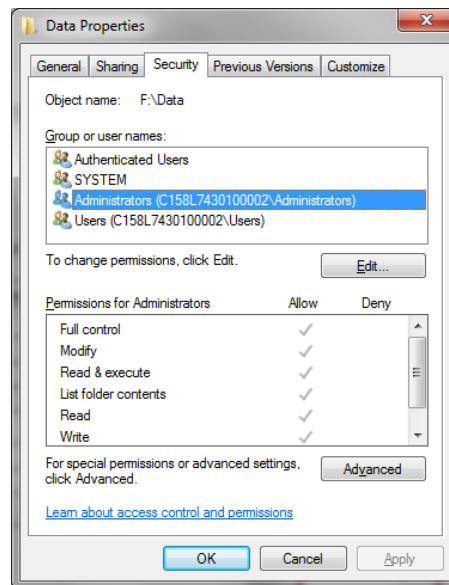 Data Properties
General Sharing Security Previous Versions Customize
Object name: F:\Data
Group or user names:
Authenticated Users
SYSTEM
Administrators (C158L7430100002\Administrators)
Users (C158L7430100002\Users)
To change permissions, click Edit. Edit...
Permissions for Administrators Allow Deny
Full control
Modify
Read & execute
List folder contents
Read
Write
For special permissions or advanced settings, Advanced
click Advanced.
Learn about access control and permissions
OK Cancel Apply